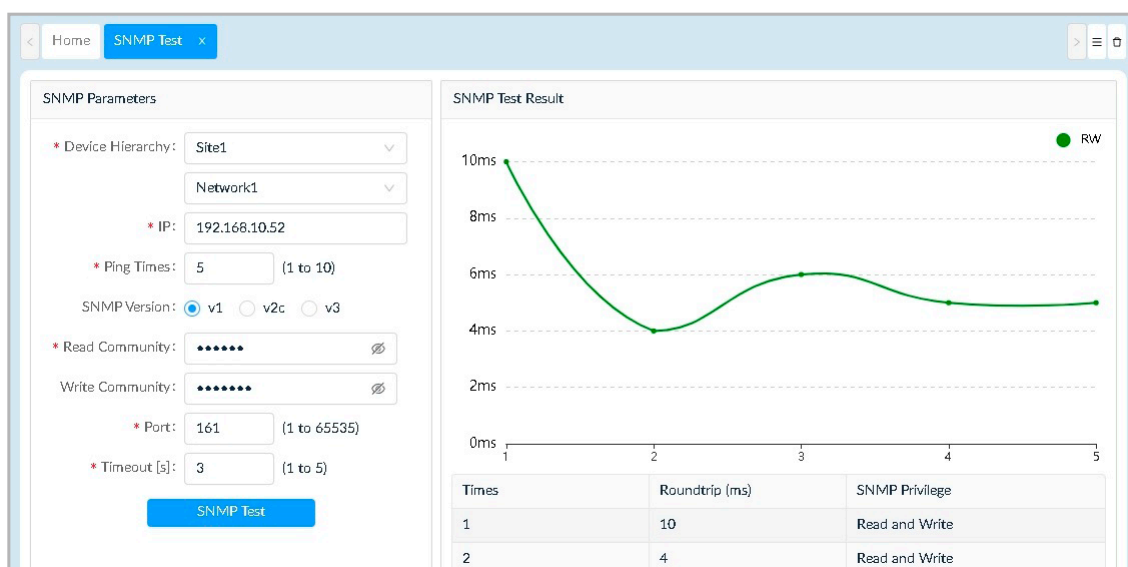 Home
SNMP Test
x
SNMP Parameters
* Device Hierarchy: Site1
Network1
* IP: 192.168.10.52
* Ping Times: 5 (1 to 10)
SNMP Version: v1 v2c v3
* Read Community: ••••••
Write Community: •••••••
* Port: 161 (1 to 65535)
* Timeout [s]: 3 (1 to 5)
SNMP Test
SNMP Test Result
RW
10ms
8ms
6ms
4ms
2ms
0ms
1 2 3 4 5
Times Roundtrip (ms) SNMP Privilege
1 10 Read and Write
2 4 Read and Write